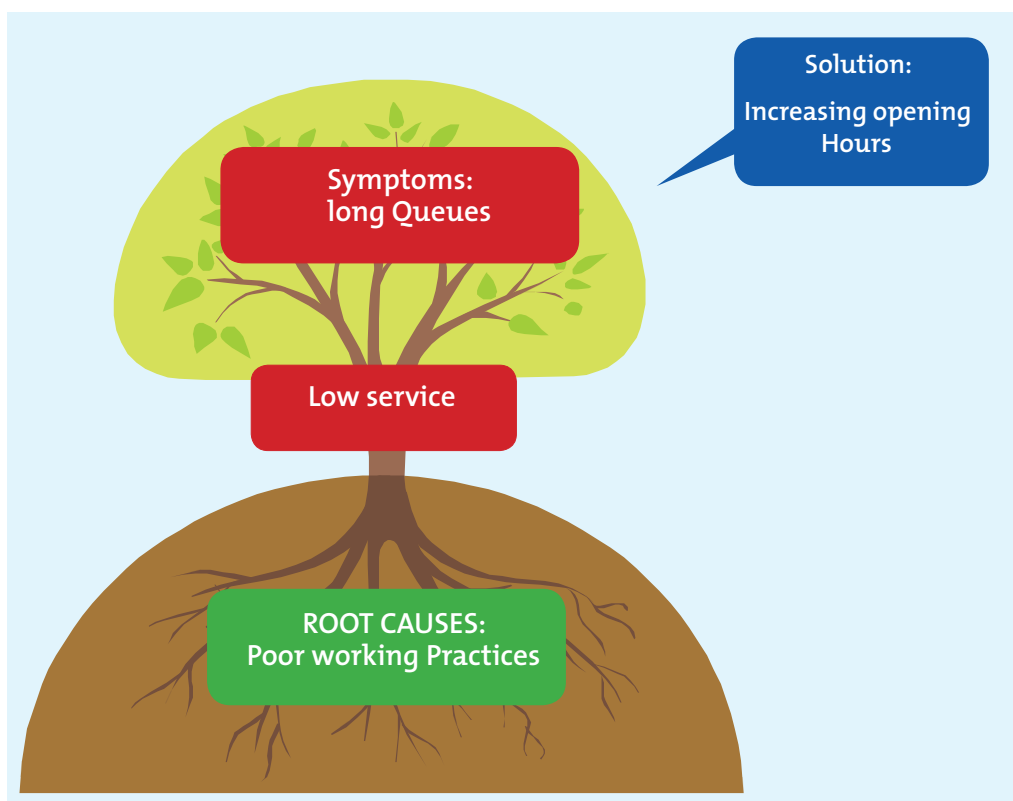 Solution:
Increasing opening
Hours
Symptoms:
long Queues
Low service
ROOT CAUSES:
Poor working Practices